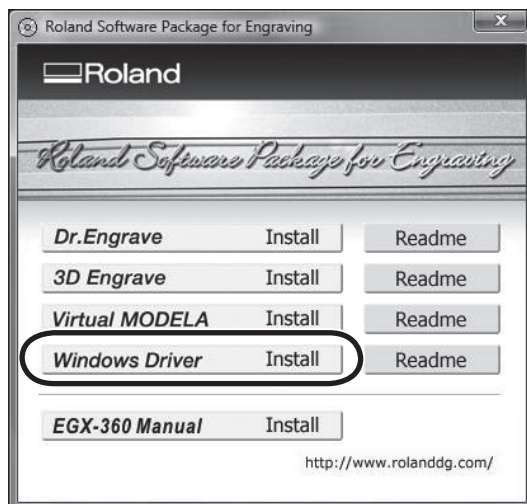 Roland Software Package for Engraving
x
Roland
Roland Software Package for Engraving
Dr.Engrave Install Readme
3D Engrave Install Readme
Virtual MODELA Install Readme
Windows Driver Install Readme
EGX-360 Manual Install
http://www.rolanddg.com/